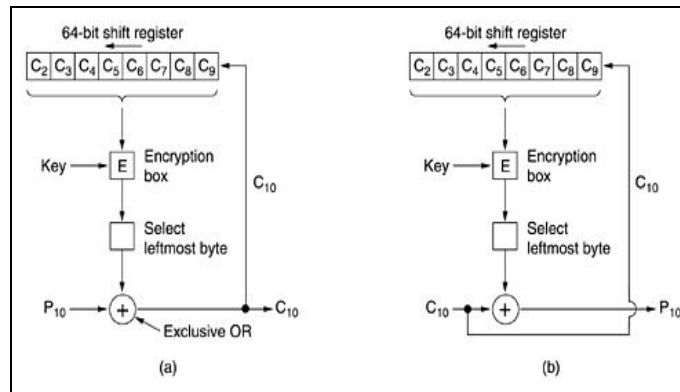 64-bit shift register
C2 C3 C4 C5 C6 C7 C8 C9
Key
E
Encryption
box
C10
Select
leftmost byte
P10
+
C10
Exclusive OR
(a)
64-bit shift register
C2 C3 C4 C5 C6 C7 C8 C9
Key
E
Encryption
box
C10
Select
leftmost byte
C10
+
P10
(b)